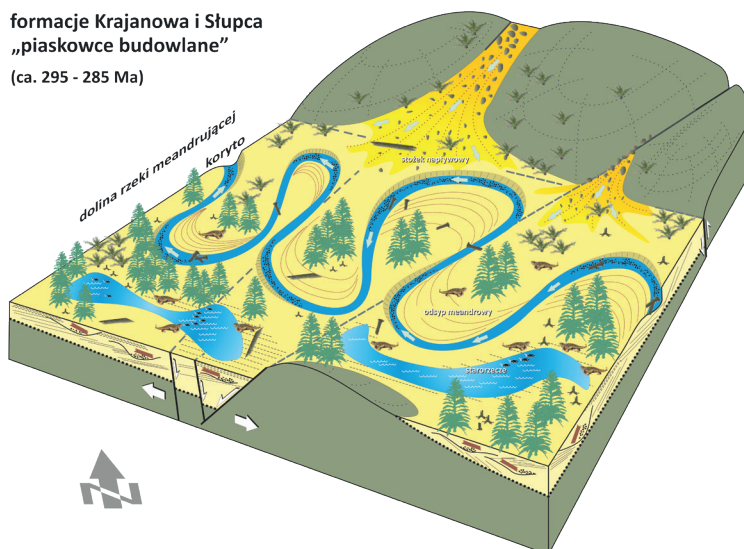 formacje Krajanowa i Słupca
„piaskowce budowlane”
(ca. 295 - 285 Ma)
dolina rzeki meandrującej
koryto
stożek napływowy
odsyp meandrowy
starorzecze
N